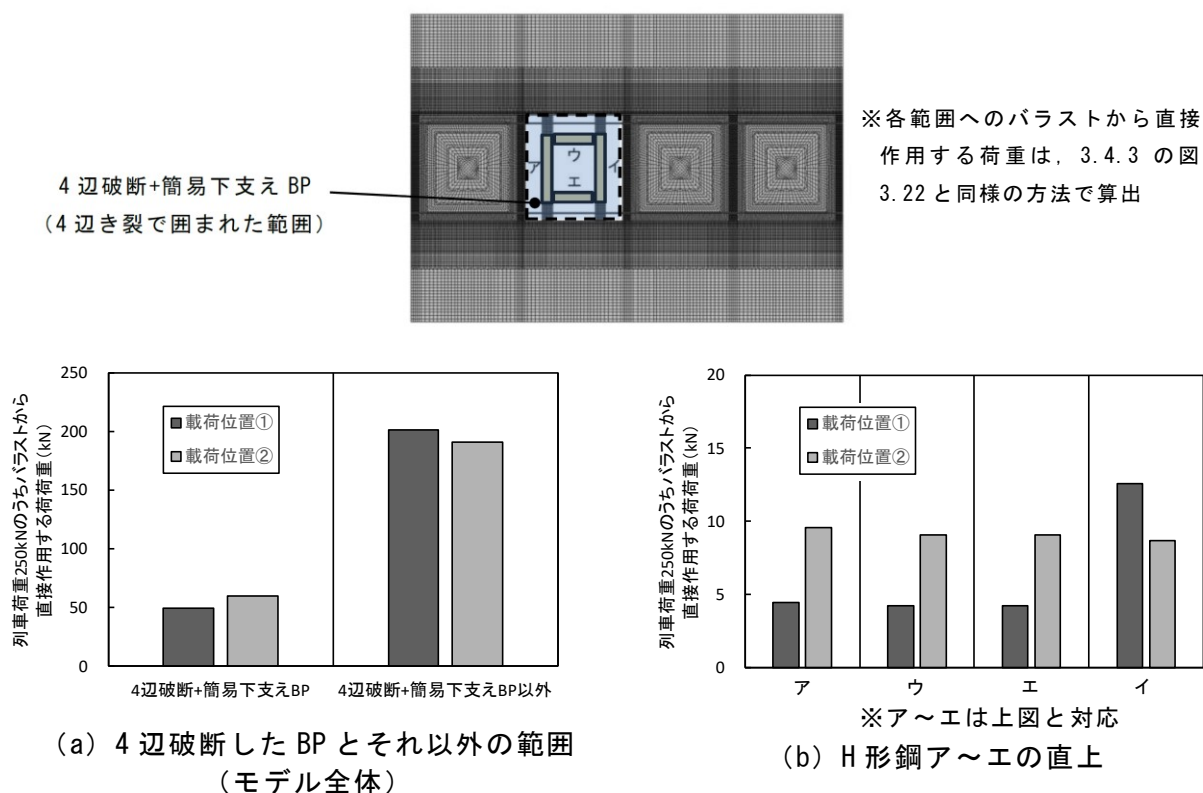 4辺破断+簡易下支えBP
(4辺き裂で囲まれた範囲)
ア
ウ
エ
イ
※各範囲へのバラストから直接
作用する荷重は，3.4.3の図
3.22と同様の方法で算出
列車荷重250kNのうちバラストから
直接作用する荷荷重(kN)
250
200
150
100
50
0
載荷位置①
載荷位置②
4辺破断+簡易下支えBP
4辺破断+簡易下支えBP以外
(a) 4辺破断したBPとそれ以外の範囲
(モデル全体)
列車荷重250kNのうちバラストから
直接作用する荷荷重(kN)
20
15
10
5
0
載荷位置①
載荷位置②
ア
ウ
エ
イ
※ア～エは上図と対応
(b) H形鋼ア～エの直上